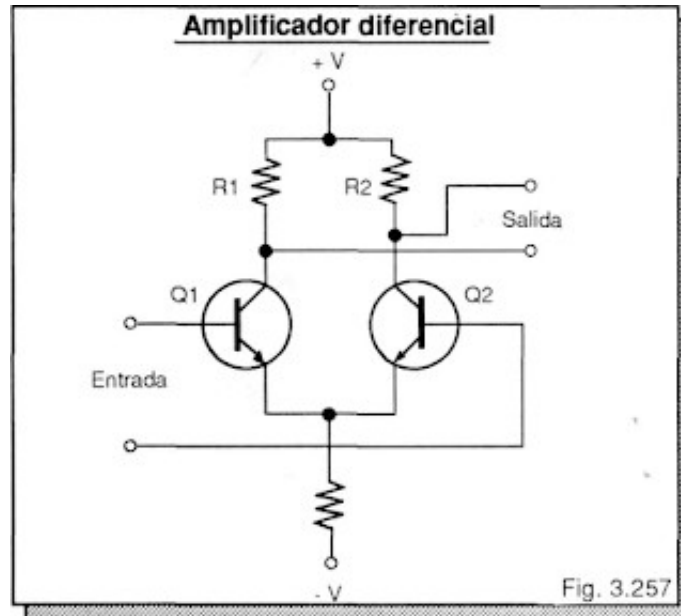 Amplificador diferencial
+ V
R1
R2
Salida
Q1
Q2
Entrada
- V
Fig. 3.257